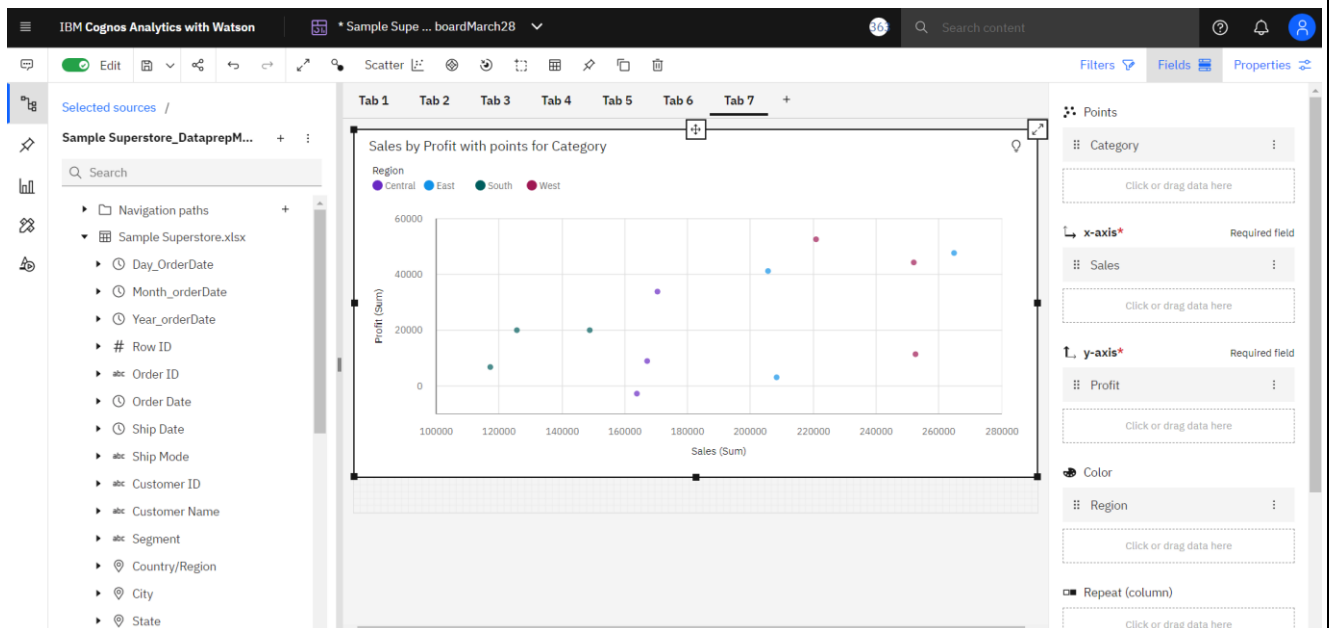 IBM Cognos Analytics with Watson
* Sample Supe ... boardMarch28
363
Search content
Edit
Scatter
Filters
Fields
Properties
Selected sources /
Sample Superstore_DataprepM...
+
Search
Navigation paths
+
Sample Superstore.xlsx
Day_OrderDate
Month_orderDate
Year_orderDate
# Row ID
abc Order ID
Order Date
Ship Date
abc Ship Mode
abc Customer ID
abc Customer Name
abc Segment
Country/Region
City
State
Tab 1 Tab 2 Tab 3 Tab 4 Tab 5 Tab 6 Tab 7 +
Sales by Profit with points for Category
Region
Central East South West
60000
40000
20000
0
Profit (Sum)
100000 120000 140000 160000 180000 200000 220000 240000 260000 280000
Sales (Sum)
Points
Category
Click or drag data here
x-axis* Required field
Sales
Click or drag data here
y-axis* Required field
Profit
Click or drag data here
Color
Region
Click or drag data here
Repeat (column)
Click or drag data here